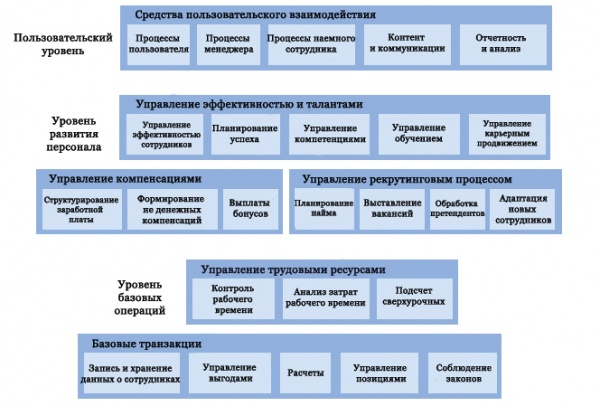 Средства пользовательского взаимодействия
Пользовательский
уровень
Процессы
пользователя
Процессы
менеджера
Процессы наемного
сотрудника
Контент
и коммуникации
Отчетность
и анализ
Уровень
развития
персонала
Управление эффективностью и талантами
Управление
эффективностью
сотрудников
Планирование
успеха
Управление
компетенциями
Управление
обучением
Управление
карьерным
продвижением
Управление компенсациями
Структурирование
заработной
платы
Формирование
не денежных
компенсаций
Выплаты
бонусов
Управление рекрутинговым процессом
Планирование
найма
Выставление
вакансий
Обработка
претендентов
Адаптация
новых
сотрудников
Уровень
базовых
операций
Управление трудовыми ресурсами
Контроль
рабочего
времени
Анализ затрат
рабочего времени
Подсчет
сверхурочных
Базовые транзакции
Запись и хранение
данных о сотрудниках
Управление
выгодами
Расчеты
Управление
позициями
Соблюдение
законов